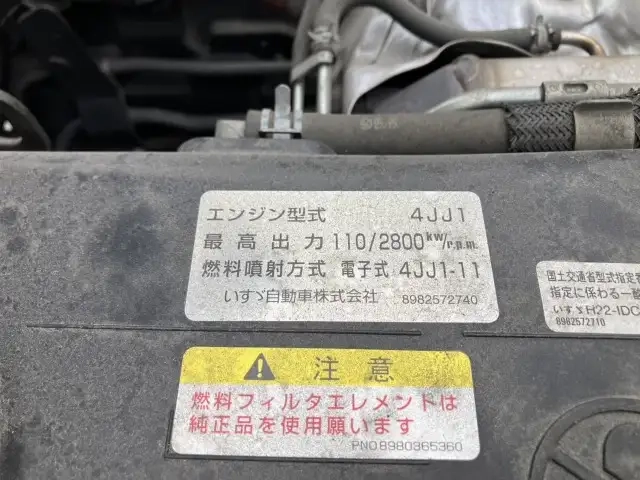 エンジン型式 4JJ1
最高出力 110/2800kw/r.p.m.
燃料噴射方式 電子式 4JJ1-11
いすゞ自動車株式会社 8982572740
国土交通省型式指定
指定に係わる一
いすゞH22-IDC
8982572710
注意
燃料フィルタエレメントは
純正品を使用願います
PNO8980365360